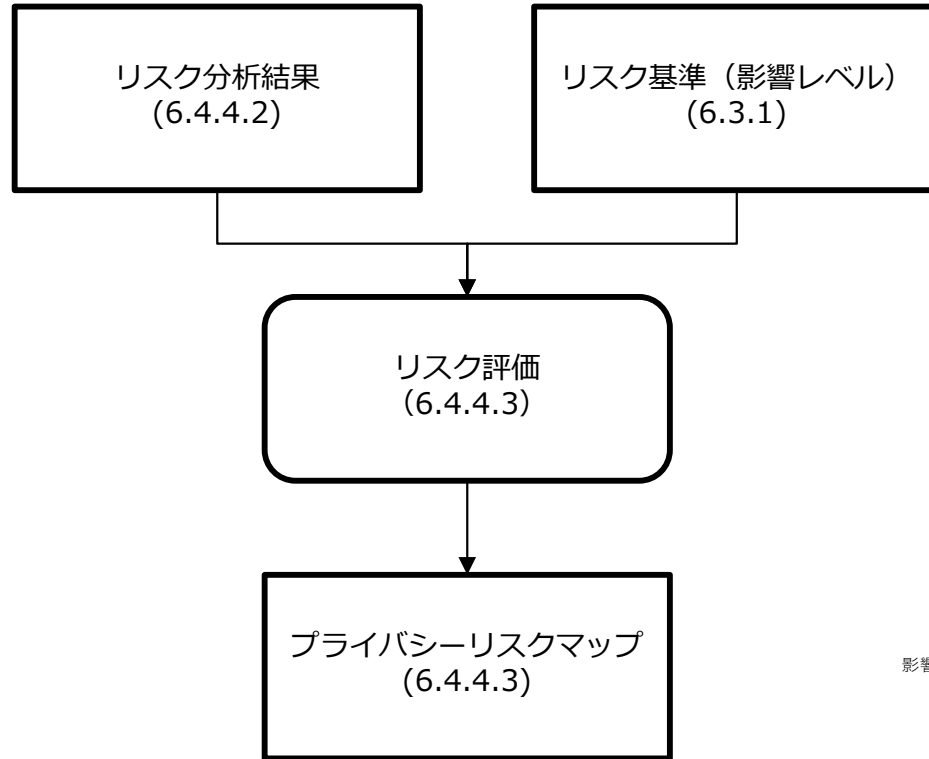 リスク分析結果
(6.4.4.2)
リスク基準（影響レベル）
(6.3.1)
リスク評価
（6.4.4.3）
プライバシーリスクマップ
(6.4.4.3)
影響